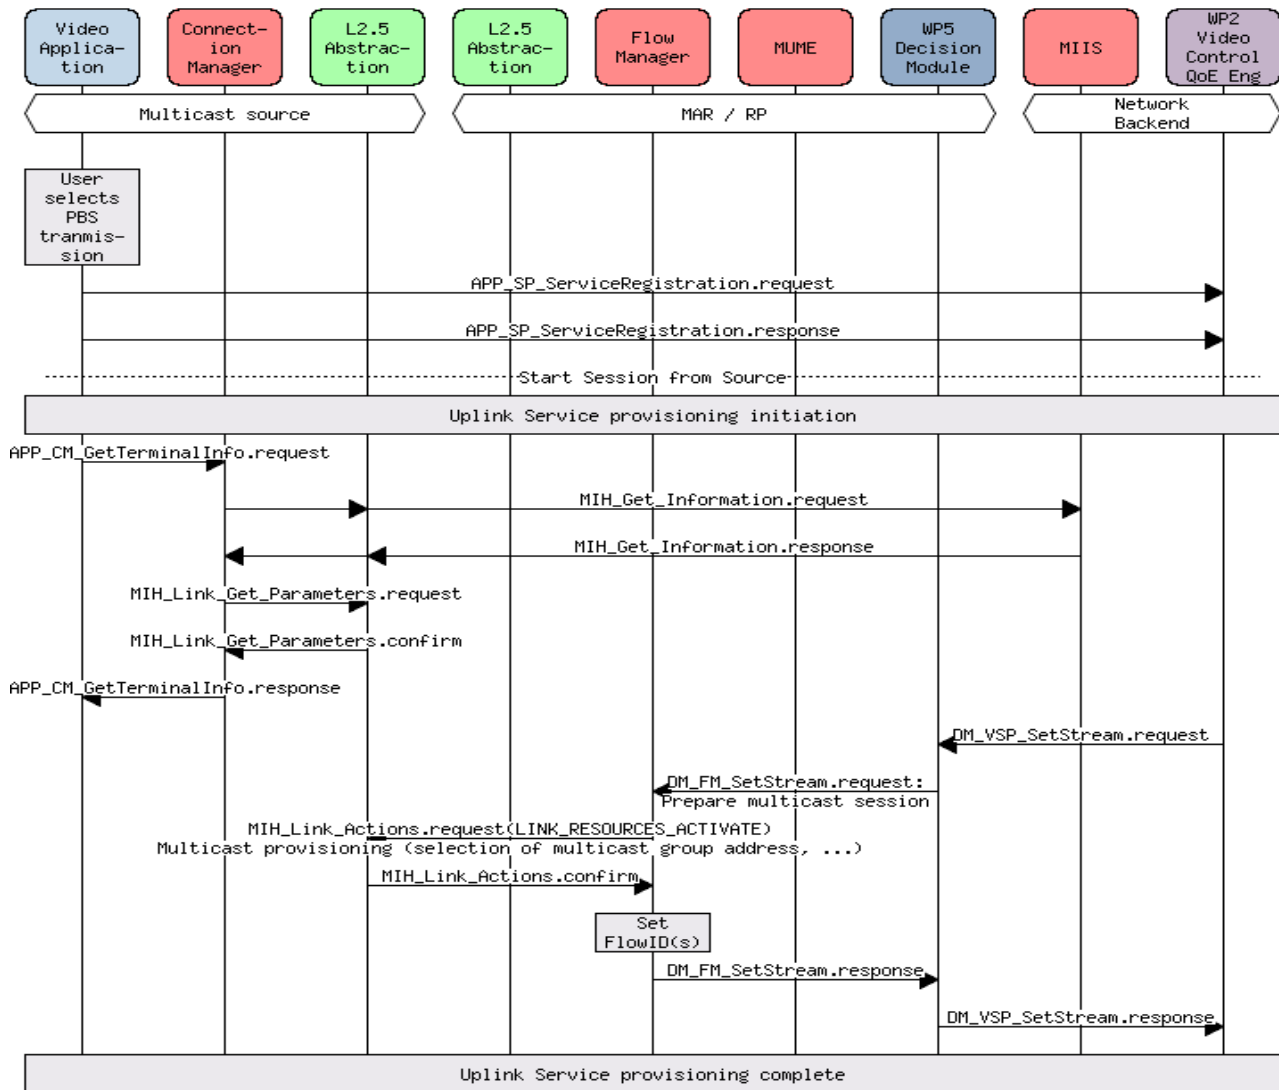 Video
Applica-
tion
Connect-
ion
Manager
L2.5
Abstrac-
tion
L2.5
Abstrac-
tion
Flow
Manager
MUME
WP5
Decision
Module
MIIS
WP2
Video
Control
QoE Eng
Multicast source
MAR / RP
Network
Backend
User
selects
PBS
tranmis-
sion
APP_SP_ServiceRegistration.request
APP_SP_ServiceRegistration.response
Start Session from Source
Uplink Service provisioning initiation
APP_CM_GetTerminalInfo.request
MIH_Get_Information.request
MIH_Get_Information.response
MIH_Link_Get_Parameters.request
MIH_Link_Get_Parameters.confirm
APP_CM_GetTerminalInfo.response
DM_VSP_SetStream.request
DM_FM_SetStream.request:
Prepare multicast session
MIH_Link_Actions.request(LINK_RESOURCES_ACTIVATE)
Multicast provisioning (selection of multicast group address, ...)
MIH_Link_Actions.confirm
Set
FlowID(s)
DM_FM_SetStream.response
DM_VSP_SetStream.response
Uplink Service provisioning complete